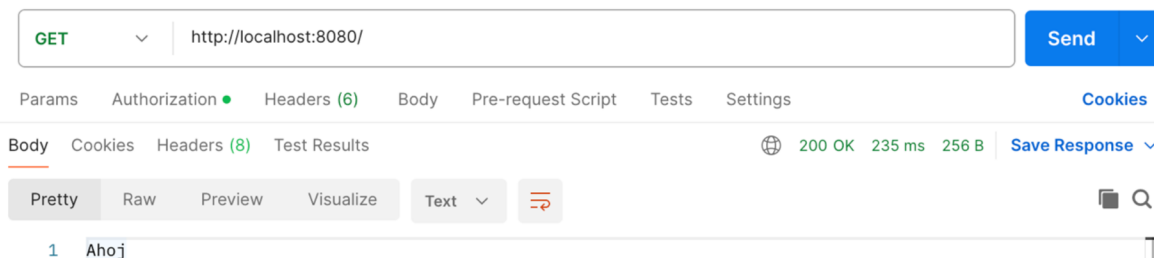 GET http://localhost:8080/ Send
Params Authorization Headers (6) Body Pre-request Script Tests Settings Cookies
Body Cookies Headers (8) Test Results 200 OK 235 ms 256 B Save Response
Pretty Raw Preview Visualize Text
1 Ahoj